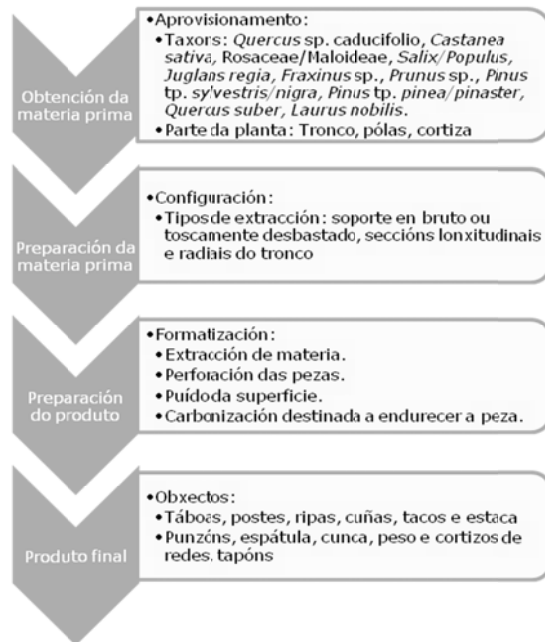 Obtención da
materia prima
•Aprovisionamento:
•Taxons: Quercus sp. caducifolio, Castanea
sativa, Rosaceae/Maloideae, Salix/Populus,
Juglans regia, Fraxinus sp., Prunus sp., Pinus
tp. sylvestris/nigra, Pinus tp. pinea/pinaster,
Quercus suber, Laurus nobilis.
•Parte da planta: Tronco, pólas, cortiza
Preparación da
materia prima
•Configuración:
•Tipos de extracción: soporte en bruto ou
toscamente desbastado, seccións lonxitudinais
e radiais do tronco
Preparación
do produto
•Formatización:
•Extracción de materia.
•Perforación das pezas.
•Puído da superficie.
•Carbonización destinada a endurecer a peza.
Produto final
•Obxectos:
•Táboas, postes, ripas, cuñas, tacos e estaca
•Punzóns, espátula, cunca, peso e cortizos de
redes, tapóns